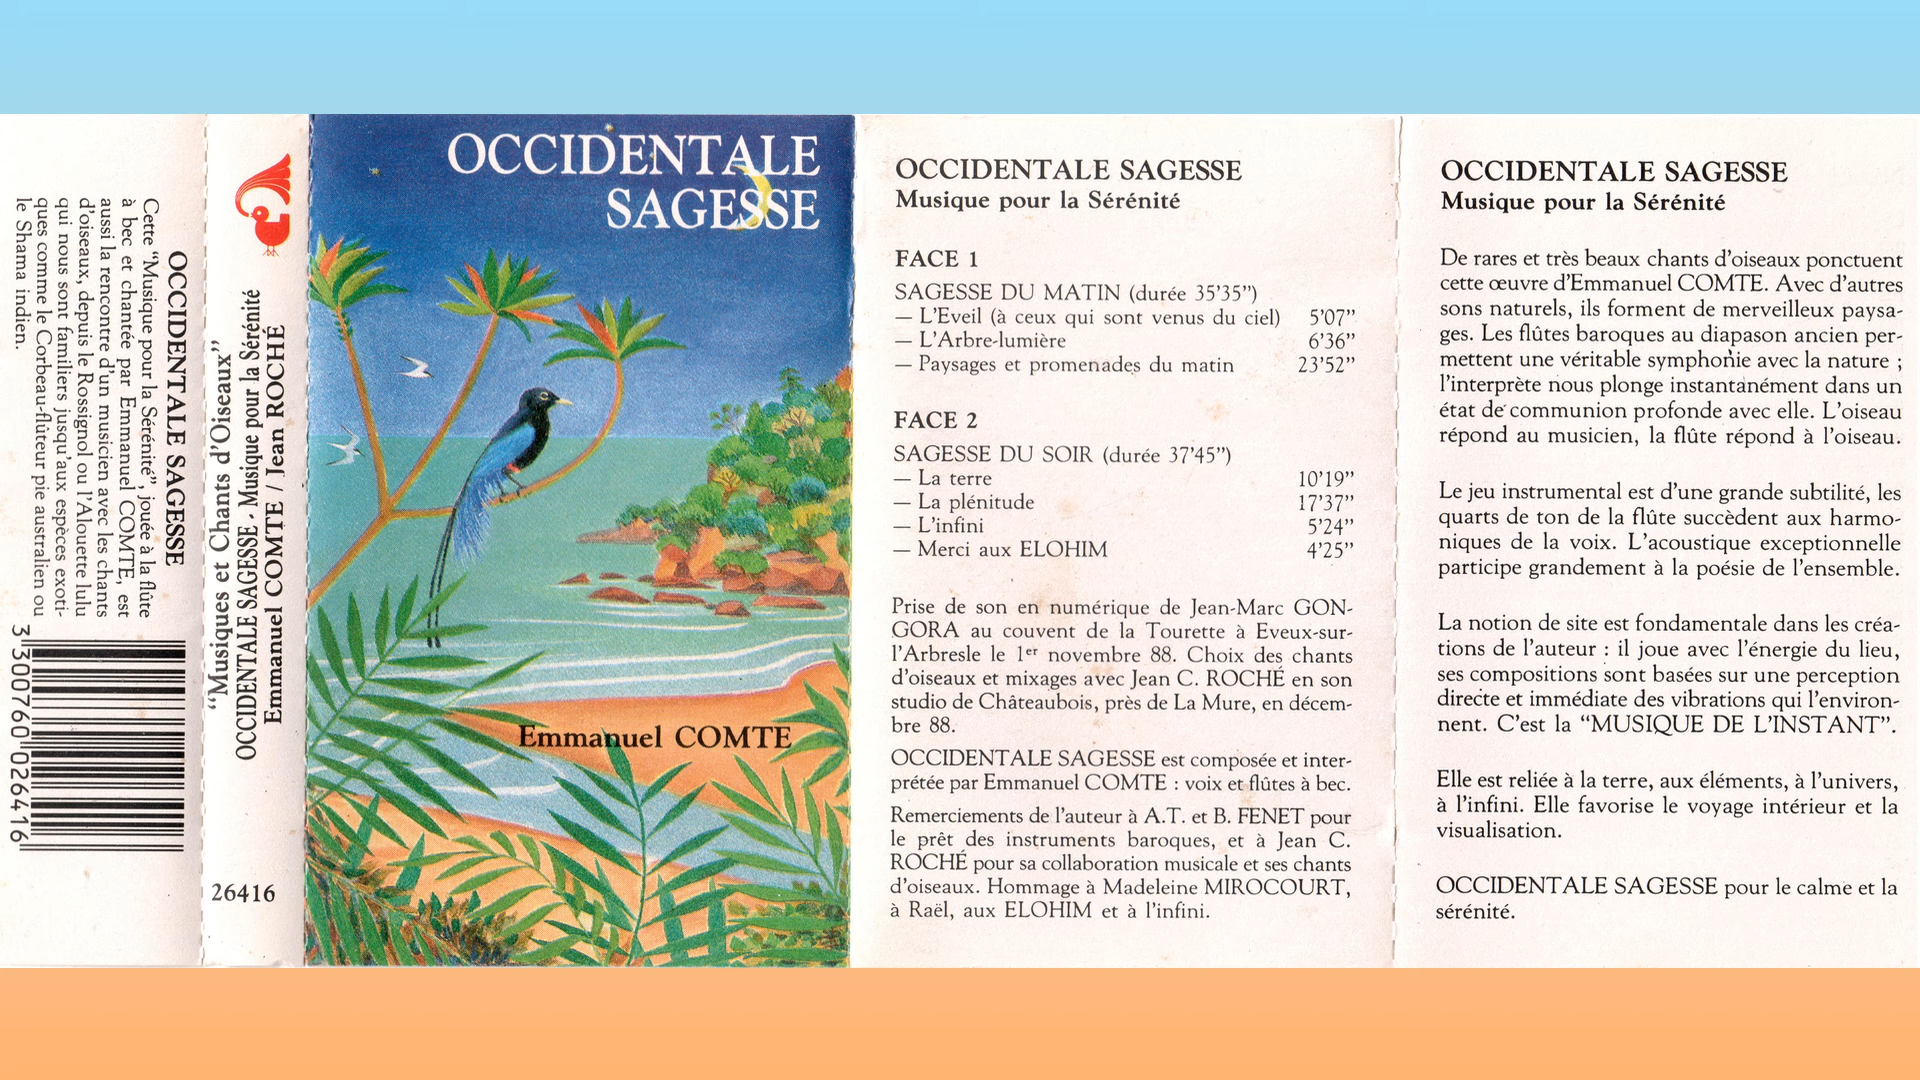 OCCIDENTALE SAGESSE
Cette “Musique pour la Sérénité”, jouée à la flûte
à bec et chantée par Emmanuel COMTE, est
aussi la rencontre d'un musicien avec les chants
d'oiseaux, depuis le Rossignol ou l'Alouette lulu
qui nous sont familiers jusqu'aux espèces exoti-
ques comme le Corbeau-flûteur pie australien ou
le Shama indien.
3 300760 026416
"Musiques et Chants d'Oiseaux"
OCCIDENTALE SAGESSE - Musique pour la Sérénité
Emmanuel COMTE / Jean ROCHÉ
26416
OCCIDENTALE
SAGESSE
Emmanuel COMTE
OCCIDENTALE SAGESSE
Musique pour la Sérénité
FACE 1
SAGESSE DU MATIN (durée 35'35”)
— L'Eveil (à ceux qui sont venus du ciel) 5'07”
— L'Arbre-lumière 6'36”
— Paysages et promenades du matin 23'52”
FACE 2
SAGESSE DU SOIR (durée 37'45”)
— La terre 10'19”
— La plénitude 17'37”
— L'infini 5'24”
— Merci aux ELOHIM 4'25”
Prise de son en numérique de Jean-Marc GON-
GORA au couvent de la Tourette à Eveux-sur-
l'Arbresle le 1er novembre 88. Choix des chants
d'oiseaux et mixages avec Jean C. ROCHÉ en son
studio de Châteaubois, près de La Mure, en décem-
bre 88.
OCCIDENTALE SAGESSE est composée et inter-
prétée par Emmanuel COMTE : voix et flûtes à bec.
Remerciements de l'auteur à A.T. et B. FENET pour
le prêt des instruments baroques, et à Jean C.
ROCHÉ pour sa collaboration musicale et ses chants
d'oiseaux. Hommage à Madeleine MIROCOURT,
à Raël, aux ELOHIM et à l'infini.
OCCIDENTALE SAGESSE
Musique pour la Sérénité
De rares et très beaux chants d'oiseaux ponctuent
cette œuvre d'Emmanuel COMTE. Avec d'autres
sons naturels, ils forment de merveilleux paysa-
ges. Les flûtes baroques au diapason ancien per-
mettent une véritable symphonie avec la nature ;
l'interprète nous plonge instantanément dans un
état de communion profonde avec elle. L'oiseau
répond au musicien, la flûte répond à l'oiseau.
Le jeu instrumental est d'une grande subtilité, les
quarts de ton de la flûte succèdent aux harmo-
niques de la voix. L'acoustique exceptionnelle
participe grandement à la poésie de l'ensemble.
La notion de site est fondamentale dans les créa-
tions de l'auteur : il joue avec l'énergie du lieu,
ses compositions sont basées sur une perception
directe et immédiate des vibrations qui l'environ-
nent. C'est la “MUSIQUE DE L'INSTANT”.
Elle est reliée à la terre, aux éléments, à l'univers,
à l'infini. Elle favorise le voyage intérieur et la
visualisation.
OCCIDENTALE SAGESSE pour le calme et la
sérénité.